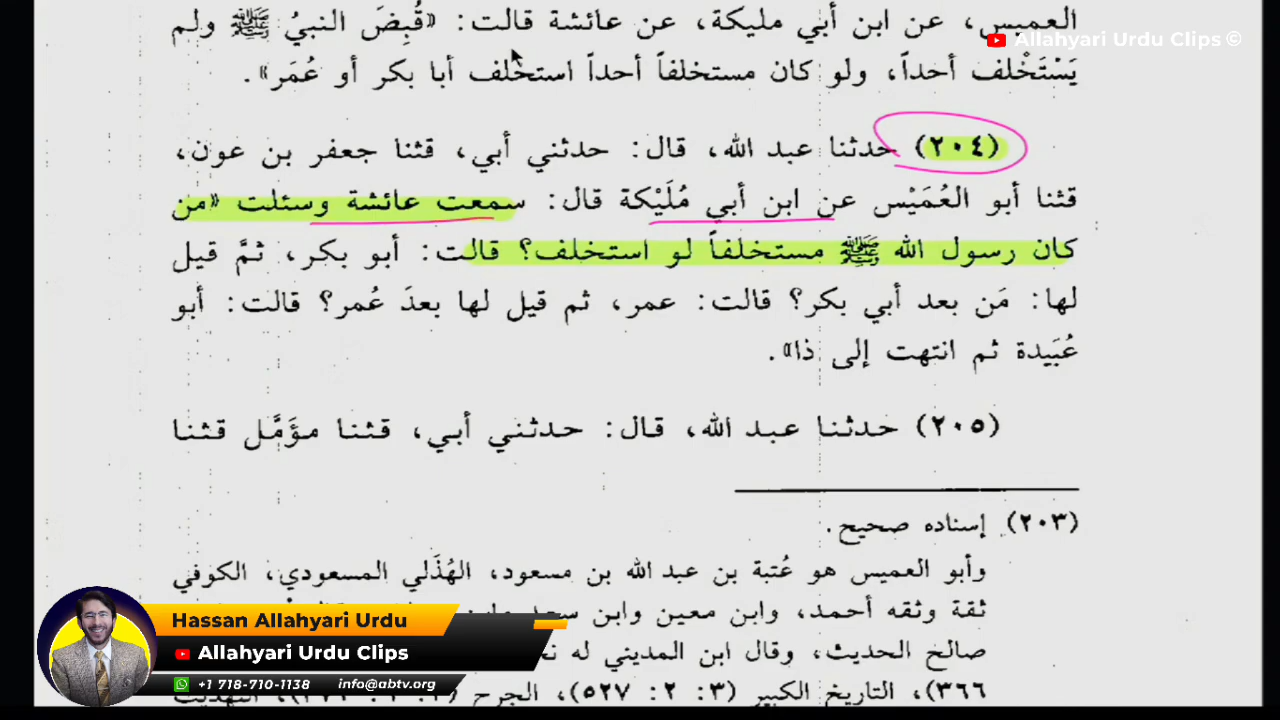 العميس، عن ابن أبي مليكة، عن عائشة قالت: «قُبِضَ النبيُ ﷺ ولم
Allahyari Urdu Clips ©
يَسْتَخْلف أحداً، ولو كان مستخلفاً أحداً استخلف أبا بكر أو عُمَر».
(٢٠٤) حدثنا عبد الله، قال: حدثني أبي، قثنا جعفر بن عون،
قثنا أبو العُمَيْس عن ابن أبي مُلَيْكة قال: سمعت عائشة وسئلت «من
كان رسول الله ﷺ مستخلفاً لو استخلف؟ قالت: أبو بكر، ثمَّ قيل
لها: مَن بعد أبي بكر؟ قالت: عمر، ثم قيل لها بعدَ عُمر؟ قالت: أبو
عُبَيدة ثم انتهت إلى ذا».
(٢٠٥) حدثنا عبد الله، قال: حدثني أبي، قثنا مؤَمَّل قثنا
(٢٠٣) إسناده صحيح.
وأبو العميس هو عُتبة بن عبد الله بن مسعود، الهُذَلي المسعودي، الكوفي
ثقة وثقه أحمد، وابن معين وابن سعد
صالح الحديث، وقال ابن المديني له
٣٦٦)، التاريخ الكبير (٣: ٢: ٥٢٧)، الجرح
Hassan Allahyari Urdu
Allahyari Urdu Clips
+1 718-710-1138 info@abtv.org